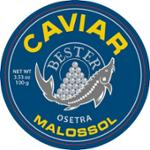 CAVIAR
BESTER
NET WT
3.53 oz
100 g
OSETRA
MALOSSOL